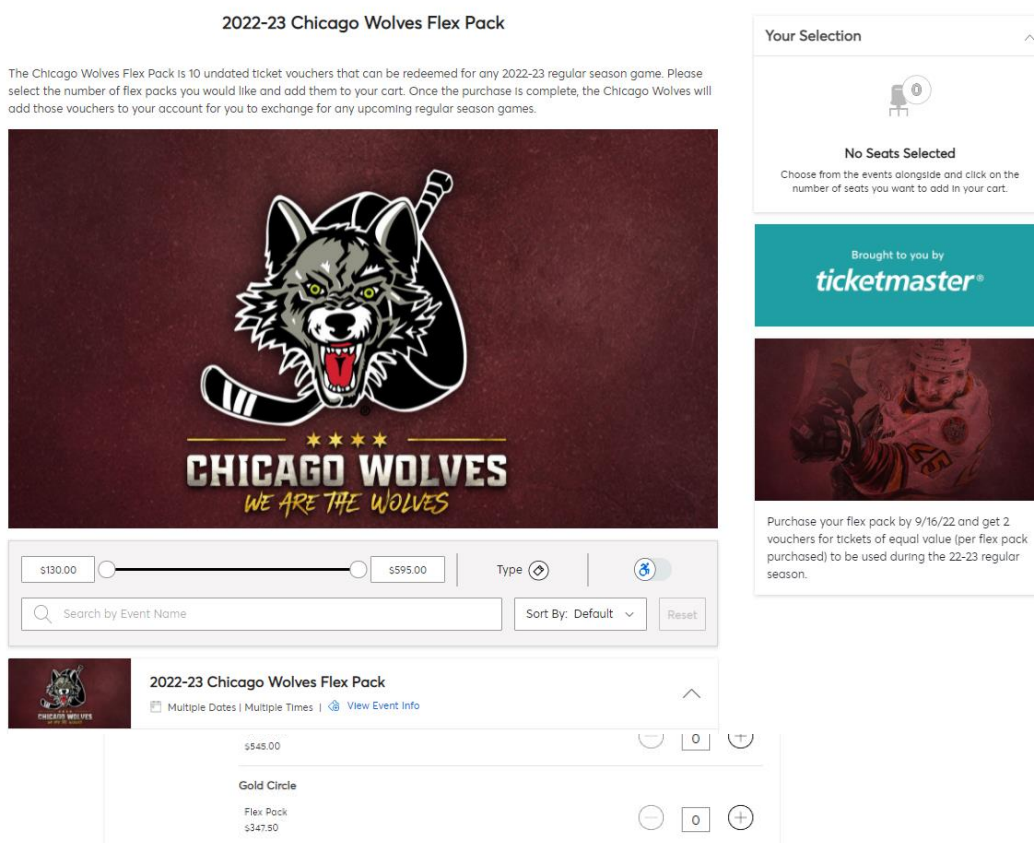 2022-23 Chicago Wolves Flex Pack
The Chicago Wolves Flex Pack is 10 undated ticket vouchers that can be redeemed for any 2022-23 regular season game. Please
select the number of flex packs you would like and add them to your cart. Once the purchase is complete, the Chicago Wolves will
add those vouchers to your account for you to exchange for any upcoming regular season games.
CHICAGO WOLVES
WE ARE THE WOLVES
$130.00
$595.00
Type
Search by Event Name
Sort By: Default
Reset
CHICAGO WOLVES
2022-23 Chicago Wolves Flex Pack
Multiple Dates | Multiple Times | View Event Info
$545.00
0
Gold Circle
Flex Pack
$347.50
0
Your Selection
0
No Seats Selected
Choose from the events alongside and click on the
number of seats you want to add in your cart.
Brought to you by
ticketmaster®
25
Purchase your flex pack by 9/16/22 and get 2
vouchers for tickets of equal value (per flex pack
purchased) to be used during the 22-23 regular
season.